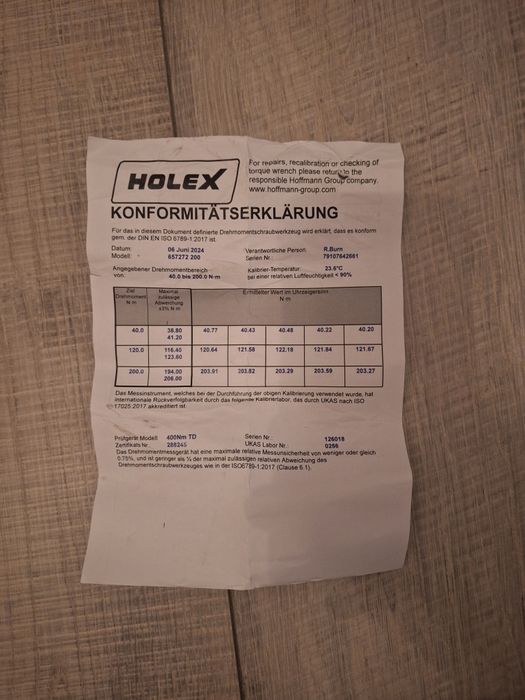 HOLEX
For repairs, recalibration or checking of
torque wrench please return to the
responsible Hoffmann Group company.
www.hoffmann-group.com
KONFORMITÄTSERKLÄRUNG
Für das in diesem Dokument definierte Drehmomentschraubwerkzeug wird erklärt, dass es konform
gem. der DIN EN ISO 6789-1:2017 ist.
Datum: 06 Juni 2024 Verantwortliche Person: R.Burn
Modell: 657272 200 Serien Nr.: 79107642661
Angegebener Drehmomentbereich Kalibrier-Temperatur: 23.6°C
von: 40.0 bis 200.0 N·m bei einer relativen Luftfeuchtigkeit < 90%
Ziel Drehmoment N·m Maximal zulässige Abweichung ±3% N·m Ermittelter Wert im Uhrzeigersinn N·m
40.0 38.80 41.20 40.77 40.43 40.48 40.22 40.20
120.0 116.40 123.60 120.64 121.58 122.18 121.84 121.67
200.0 194.00 206.00 203.91 203.82 203.29 203.59 203.27
Das Messinstrument, welches bei der Durchführung der obigen Kalibrierung verwendet wurde, hat
internationale Rückverfolgbarkeit durch das folgende Kalibrierlabor, das durch UKAS nach ISO
17025:2017 akkreditiert ist:
Prüfgerät Modell: 400Nm TD Serien Nr.: 126018
Zertifikats Nr.: 288245 UKAS Labor Nr.: 0256
Das Drehmomentmessgerät hat eine maximale relative Messunsicherheit von weniger oder gleich
0.75%, und ist geringer als ¼ der maximal zulässigen relativen Abweichung des
Drehmomentschraubwerkzeuges wie in der ISO6789-1:2017 (Clause 6.1).